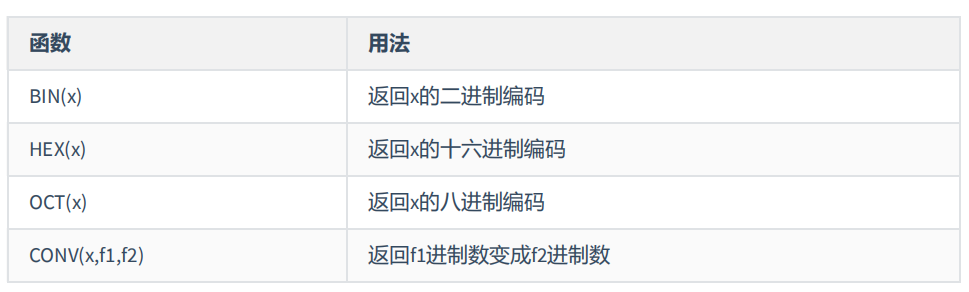 函数 用法
BIN(x) 返回x的二进制编码
HEX(x) 返回x的十六进制编码
OCT(x) 返回x的八进制编码
CONV(x,f1,f2) 返回f1进制数变成f2进制数